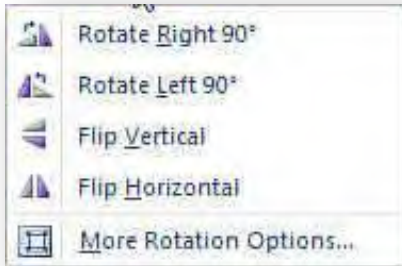 Rotate Right 90°
Rotate Left 90°
Flip Vertical
Flip Horizontal
More Rotation Options...